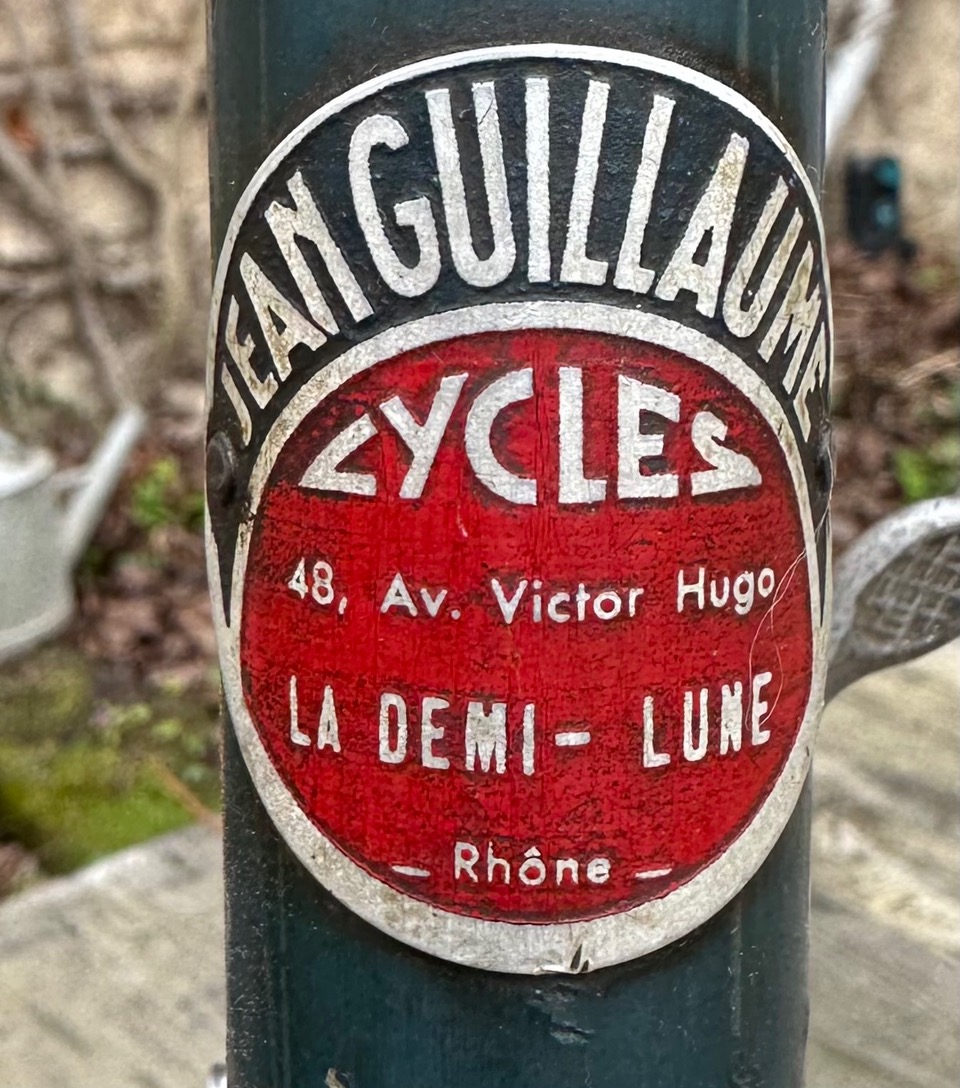 JEAN GUILLAUME
CYCLES
48, Av. Victor Hugo
LA DEMI - LUNE
- Rhône -